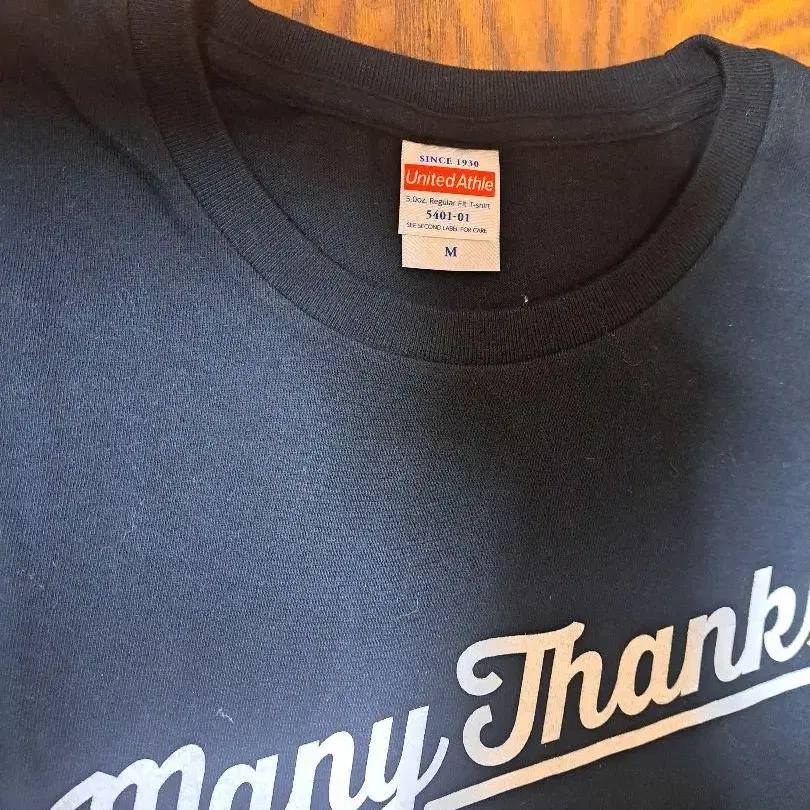 SINCE 1930
United Athle
5.0oz. Regular Fit T-shirt
5401-01
SEE SECOND LABEL FOR CARE
M
Many Thanks